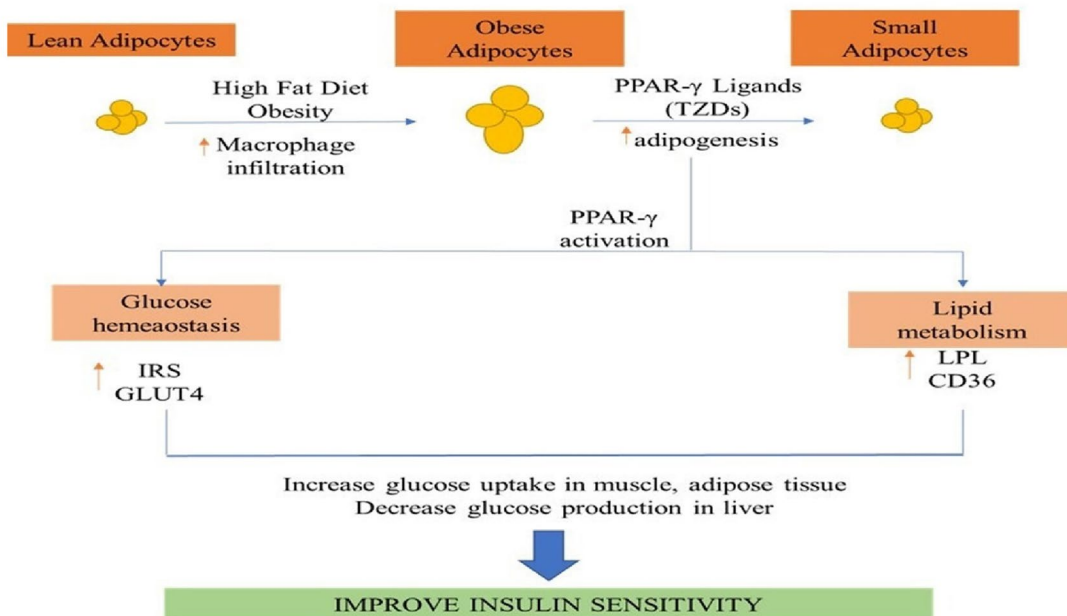 Lean Adipocytes
Obese
Adipocytes
Small
Adipocytes
High Fat Diet
Obesity
↑ Macrophage
infiltration
PPAR-γ Ligands
(TZDs)
↑ adipogenesis
PPAR-γ
activation
Glucose
hemeaostasis
↑ IRS
GLUT4
Lipid
metabolism
↑ LPL
CD36
Increase glucose uptake in muscle, adipose tissue
Decrease glucose production in liver
IMPROVE INSULIN SENSITIVITY